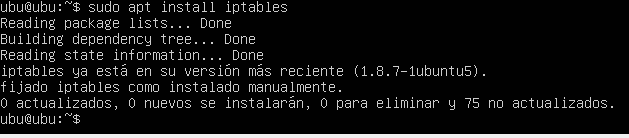 ubu@ubu:~$ sudo apt install iptables
Reading package lists... Done
Building dependency tree... Done
Reading state information... Done
iptables ya está en su versión más reciente (1.8.7-1ubuntu5).
fijado iptables como instalado manualmente.
0 actualizados, 0 nuevos se instalarán, 0 para eliminar y 75 no actualizados.
ubu@ubu:~$